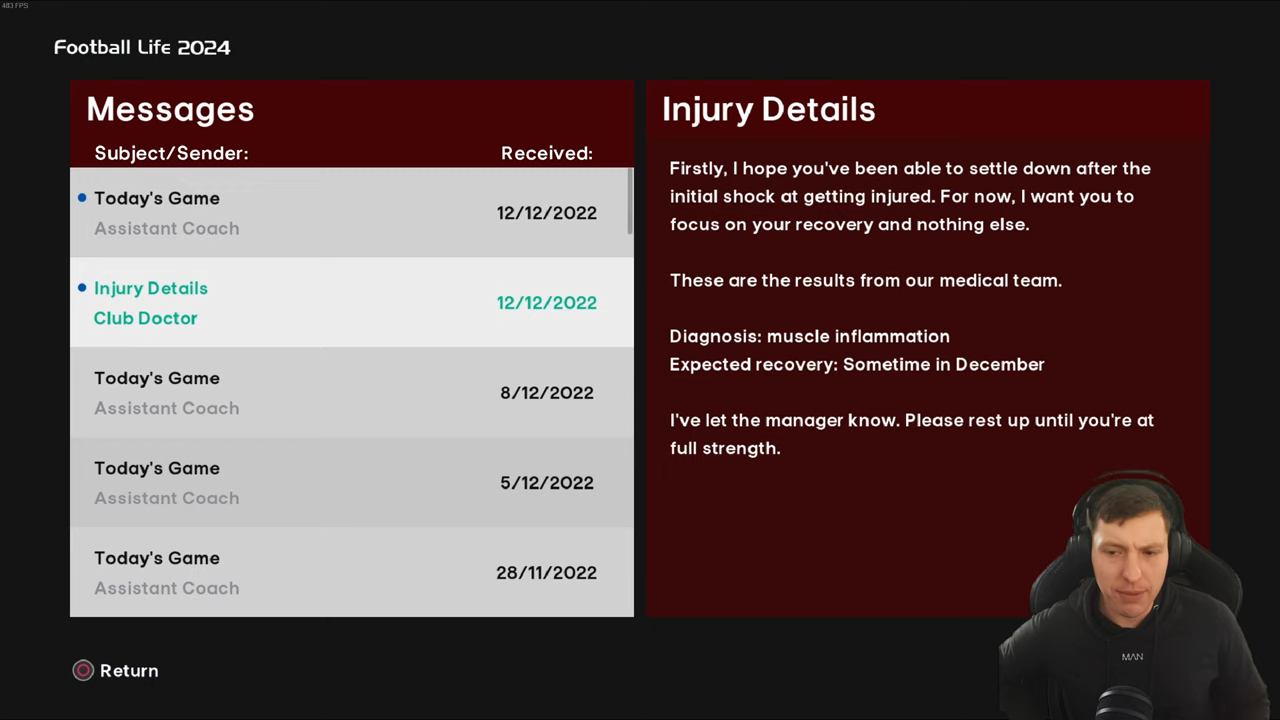 483 FPS
Football Life 2024
Messages
Subject/Sender:
Received:
Today's Game
Assistant Coach
12/12/2022
Injury Details
Club Doctor
12/12/2022
Today's Game
Assistant Coach
8/12/2022
Today's Game
Assistant Coach
5/12/2022
Today's Game
Assistant Coach
28/11/2022
Injury Details
Firstly, I hope you've been able to settle down after the
initial shock at getting injured. For now, I want you to
focus on your recovery and nothing else.
These are the results from our medical team.
Diagnosis: muscle inflammation
Expected recovery: Sometime in December
I've let the manager know. Please rest up until you're at
full strength.
MAN
Return